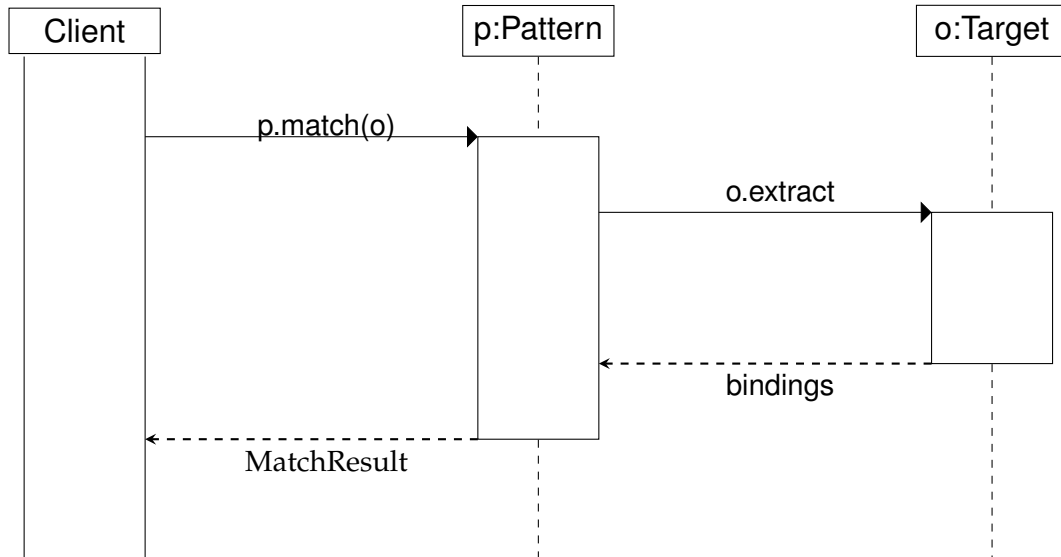 Client
p:Pattern
o:Target
p.match(o)
o.extract
bindings
MatchResult